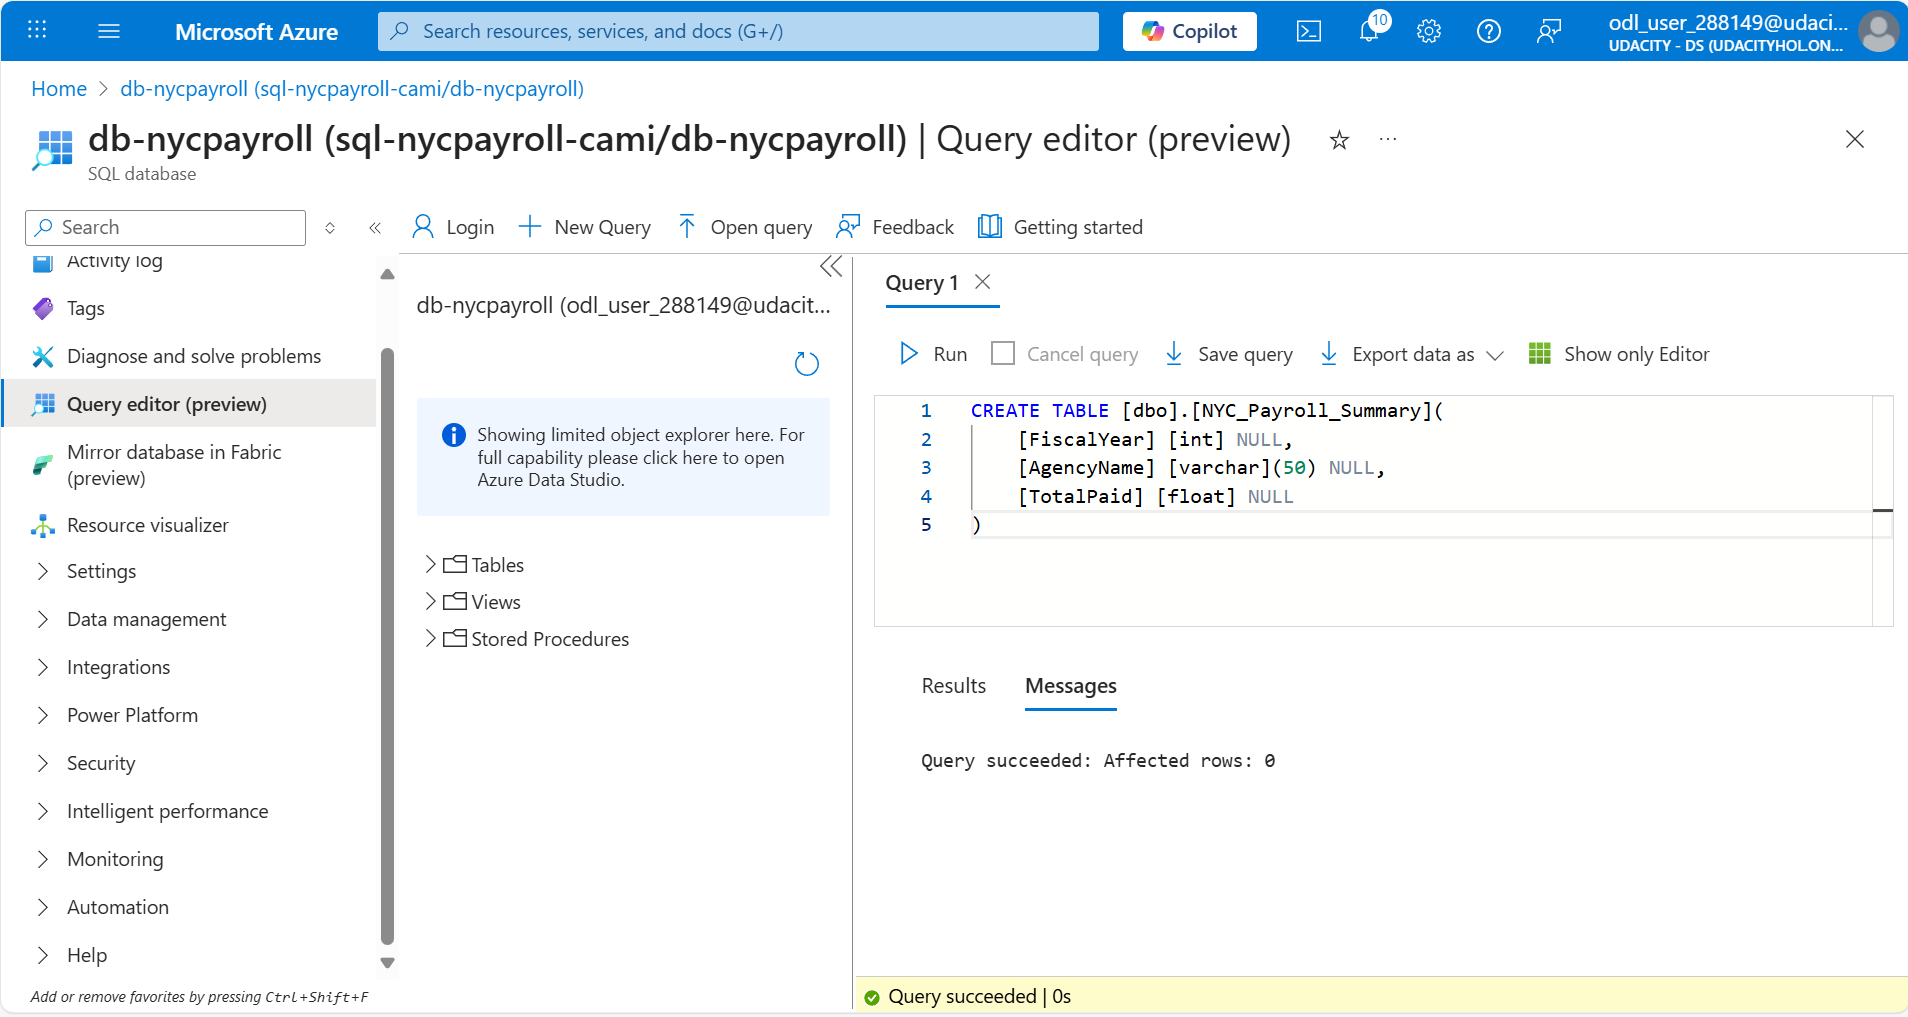 Microsoft Azure
Search resources, services, and docs (G+/)
Copilot
10
odl_user_288149@udaci...
UDACITY - DS (UDACITYHOL.ON...
Home > db-nycpayroll (sql-nycpayroll-cami/db-nycpayroll)
db-nycpayroll (sql-nycpayroll-cami/db-nycpayroll) | Query editor (preview)
SQL database
Search
Login
New Query
Open query
Feedback
Getting started
Activity log
Tags
Diagnose and solve problems
Query editor (preview)
Mirror database in Fabric
(preview)
Resource visualizer
Settings
Data management
Integrations
Power Platform
Security
Intelligent performance
Monitoring
Automation
Help
Add or remove favorites by pressing Ctrl+Shift+F
db-nycpayroll (odl_user_288149@udacit...
Showing limited object explorer here. For
full capability please click here to open
Azure Data Studio.
Tables
Views
Stored Procedures
Query 1
Run
Cancel query
Save query
Export data as
Show only Editor
1 CREATE TABLE [dbo].[NYC_Payroll_Summary](
2 [FiscalYear] [int] NULL,
3 [AgencyName] [varchar](50) NULL,
4 [TotalPaid] [float] NULL
5 )
Results
Messages
Query succeeded: Affected rows: 0
Query succeeded | 0s